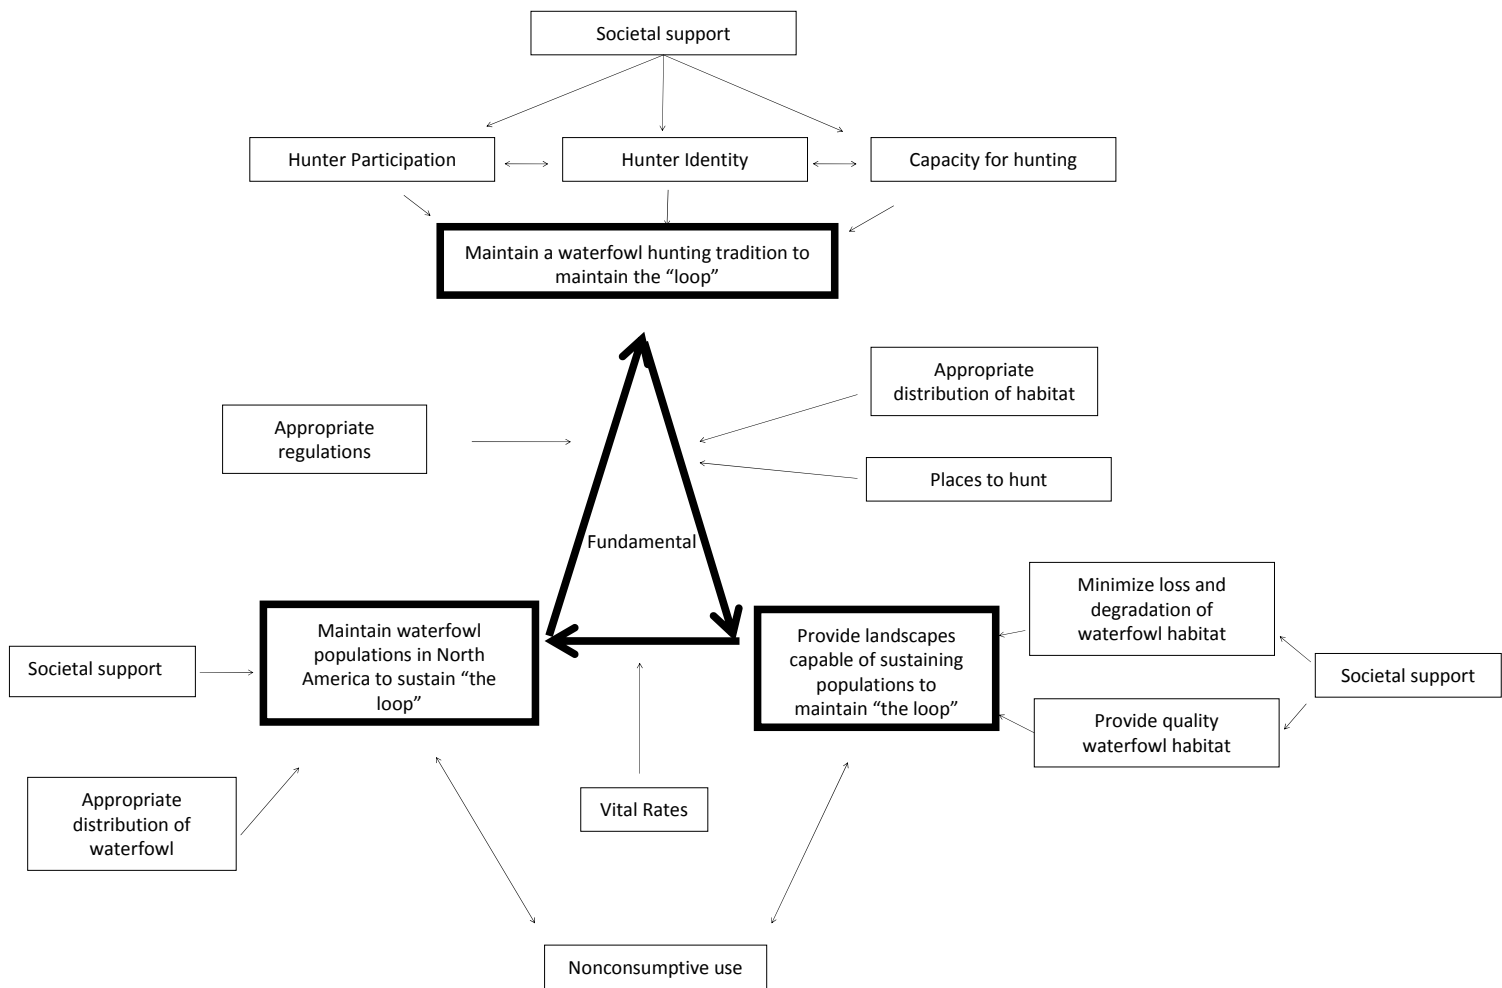 Societal support
Hunter Participation
Hunter Identity
Capacity for hunting
Maintain a waterfowl hunting tradition to
maintain the “loop”
Appropriate
distribution of habitat
Appropriate
regulations
Places to hunt
Fundamental
Minimize loss and
degradation of
waterfowl habitat
Maintain waterfowl
populations in North
America to sustain “the
loop”
Provide landscapes
capable of sustaining
populations to
maintain “the loop”
Societal support
Societal support
Provide quality
waterfowl habitat
Appropriate
distribution of
waterfowl
Vital Rates
Nonconsumptive use